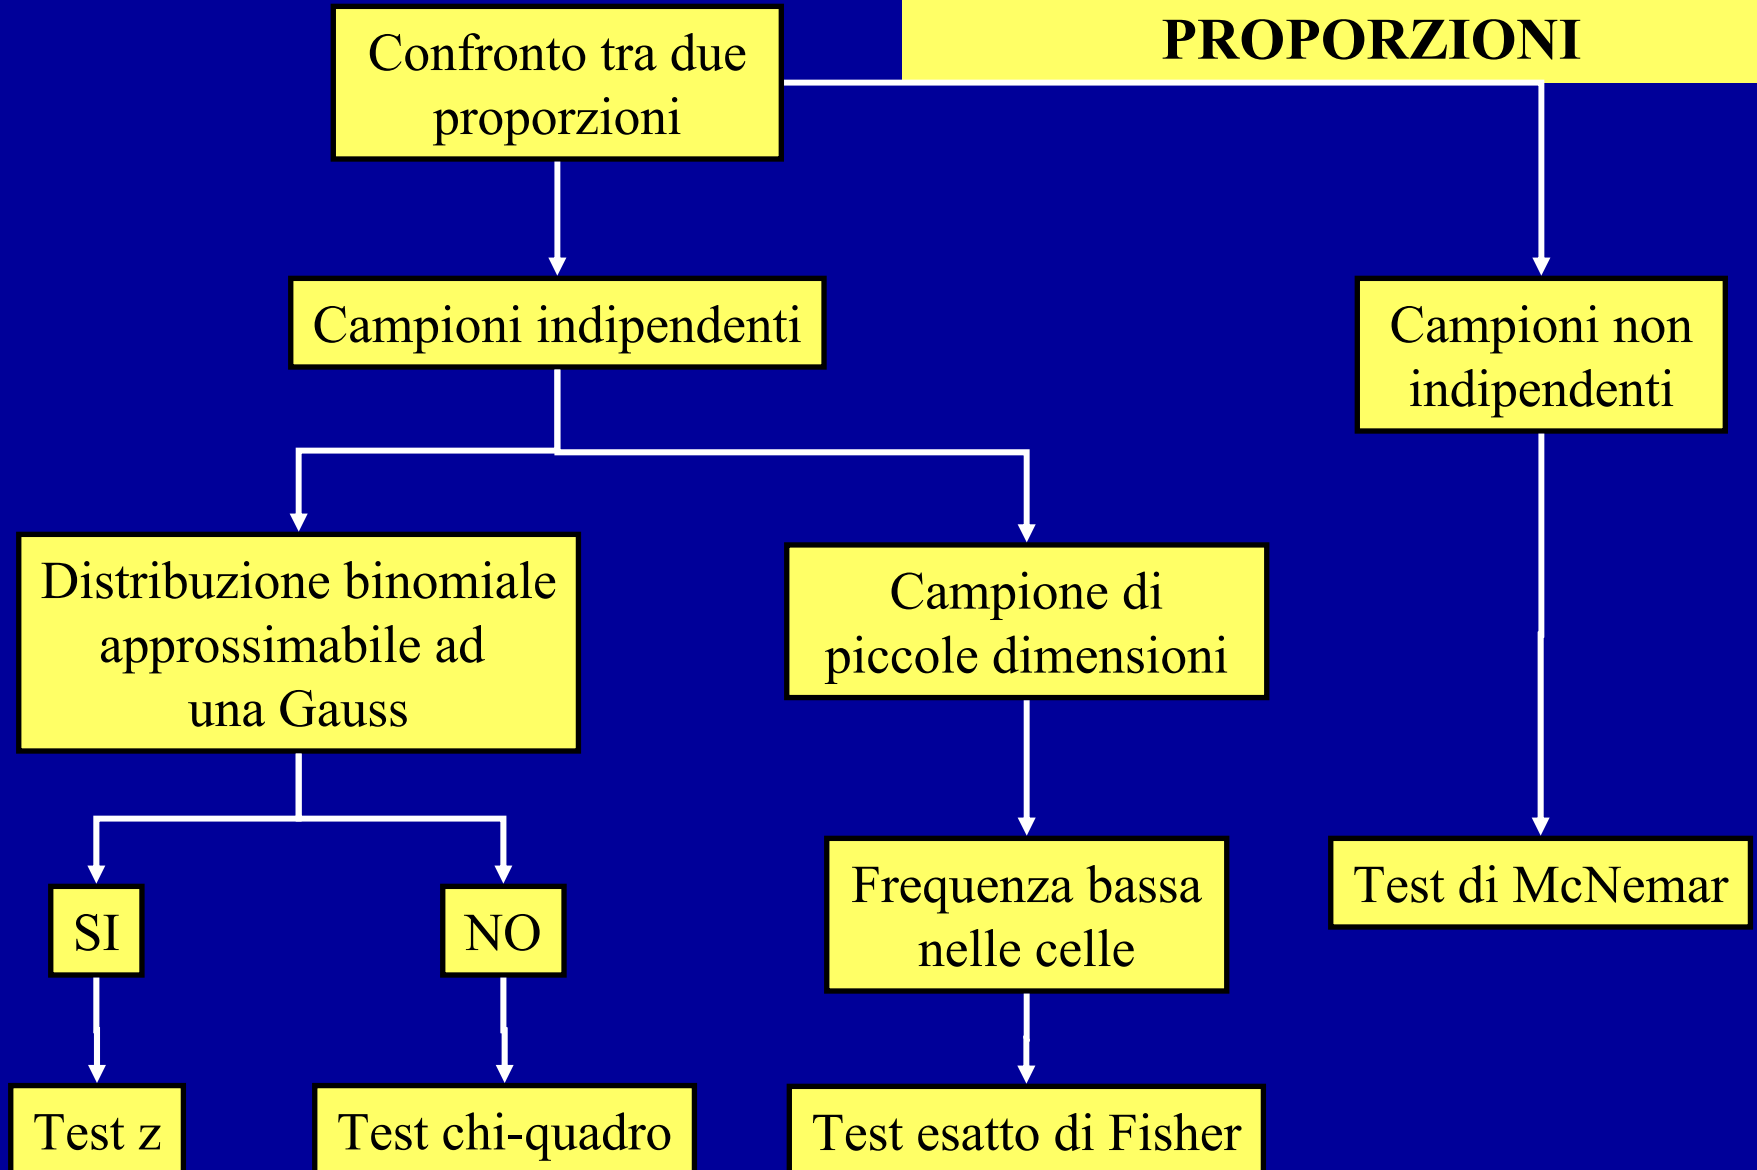 PROPORZIONI
Confronto tra due
proporzioni
Campioni indipendenti
Campioni non
indipendenti
Distribuzione binomiale
approssimabile ad
una Gauss
Campione di
piccole dimensioni
SI
NO
Frequenza bassa
nelle celle
Test di McNemar
Test z
Test chi-quadro
Test esatto di Fisher